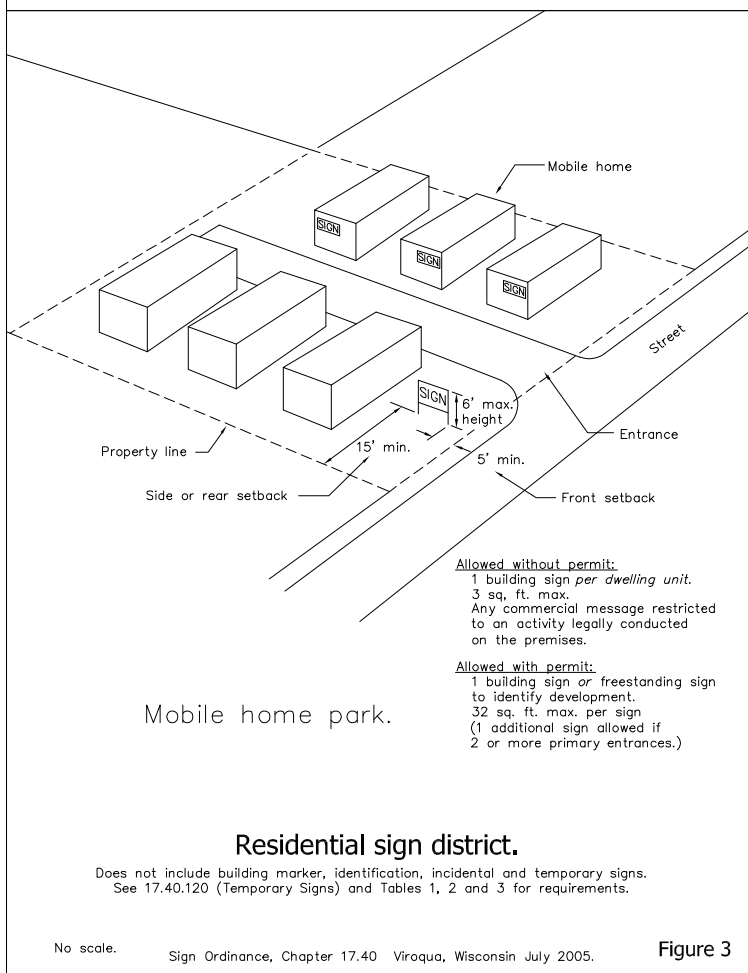 Mobile home
SIGN
SIGN
SIGN
Street
SIGN
6' max.
height
Entrance
Property line
15' min.
5' min.
Side or rear setback
Front setback
Allowed without permit:
1 building sign per dwelling unit.
3 sq, ft. max.
Any commercial message restricted
to an activity legally conducted
on the premises.
Allowed with permit:
1 building sign or freestanding sign
to identify development.
32 sq. ft. max. per sign
(1 additional sign allowed if
2 or more primary entrances.)
Mobile home park.
Residential sign district.
Does not include building marker, identification, incidental and temporary signs.
See 17.40.120 (Temporary Signs) and Tables 1, 2 and 3 for requirements.
No scale.
Sign Ordinance, Chapter 17.40 Viroqua, Wisconsin July 2005.
Figure 3